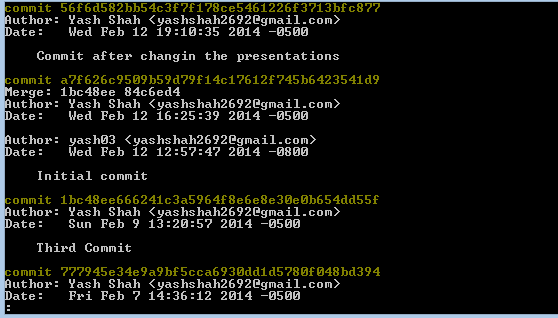 commit 56f6d582bb54c3f7f178ce5461226f3713bfc877
Author: Yash Shah <yashshah2692@gmail.com>
Date:   Wed Feb 12 19:10:35 2014 -0500
Commit after changin the presentations
commit a7f626c9509b59d79f14c17612f745b6423541d9
Merge: 1bc48ee 84c6ed4
Author: Yash Shah <yashshah2692@gmail.com>
Date:   Wed Feb 12 16:25:39 2014 -0500
Author: yash03 <yashshah2692@gmail.com>
Date:   Wed Feb 12 12:57:47 2014 -0800
Initial commit
commit 1bc48ee666241c3a5964f8e6e8e30e0b654dd55f
Author: Yash Shah <yashshah2692@gmail.com>
Date:   Sun Feb 9 13:20:57 2014 -0500
Third Commit
commit 777945e34e9a9bf5cca6930dd1d5780f048bd394
Author: Yash Shah <yashshah2692@gmail.com>
Date:   Fri Feb 7 14:36:12 2014 -0500
: